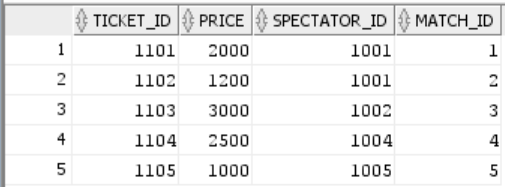 TICKET_ID PRICE SPECTATOR_ID MATCH_ID
1 1101 2000 1001 1
2 1102 1200 1001 2
3 1103 3000 1002 3
4 1104 2500 1004 4
5 1105 1000 1005 5